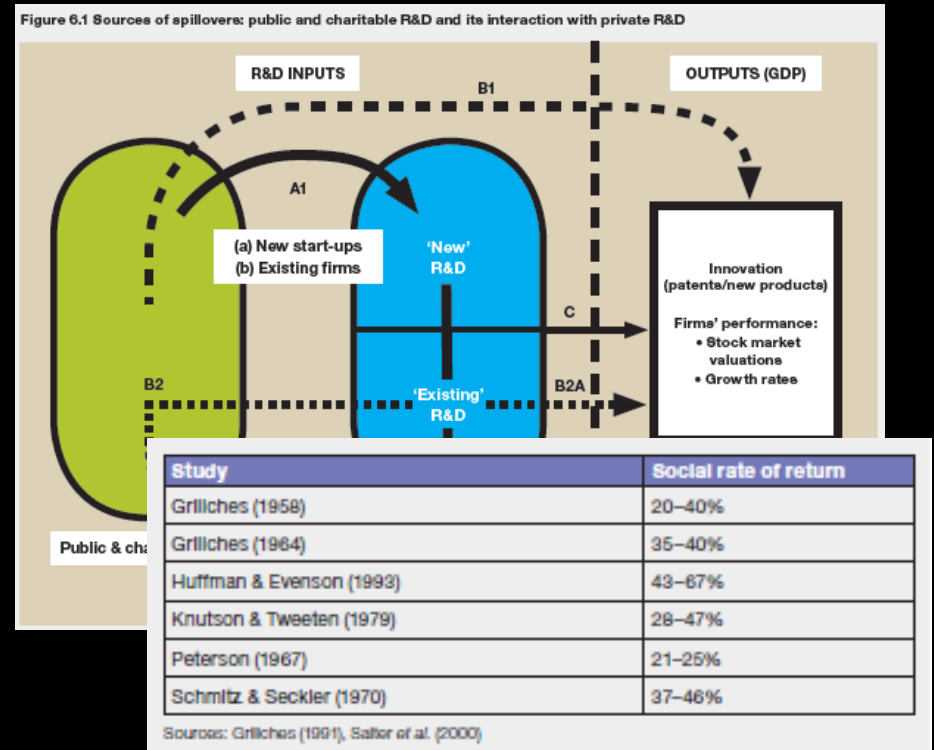 Figure 6.1 Sources of spillovers: public and charitable R&D and its interaction with private R&D
R&D INPUTS
OUTPUTS (GDP)
B1
A1
(a) New start-ups
(b) Existing firms
‘New’
R&D
Innovation
(patents/new products)
Firms’ performance:
• Stock market
valuations
• Growth rates
C
B2
B2A
‘Existing’
R&D
Public & cha
Study Social rate of return
Griliches (1958) 20–40%
Griliches (1964) 35–40%
Huffman & Evenson (1993) 43–67%
Knutson & Tweeten (1979) 28–47%
Peterson (1967) 21–25%
Schmitz & Seckler (1970) 37–46%
Sources: Griliches (1991), Salter et al. (2000)